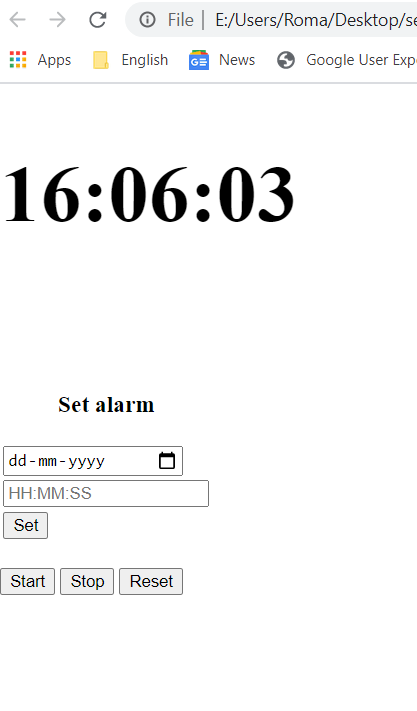 File | E:/Users/Roma/Desktop/se
Apps English News Google User Exp
16:06:03
Set alarm
dd-mm-yyyy
HH:MM:SS
Set
Start Stop Reset